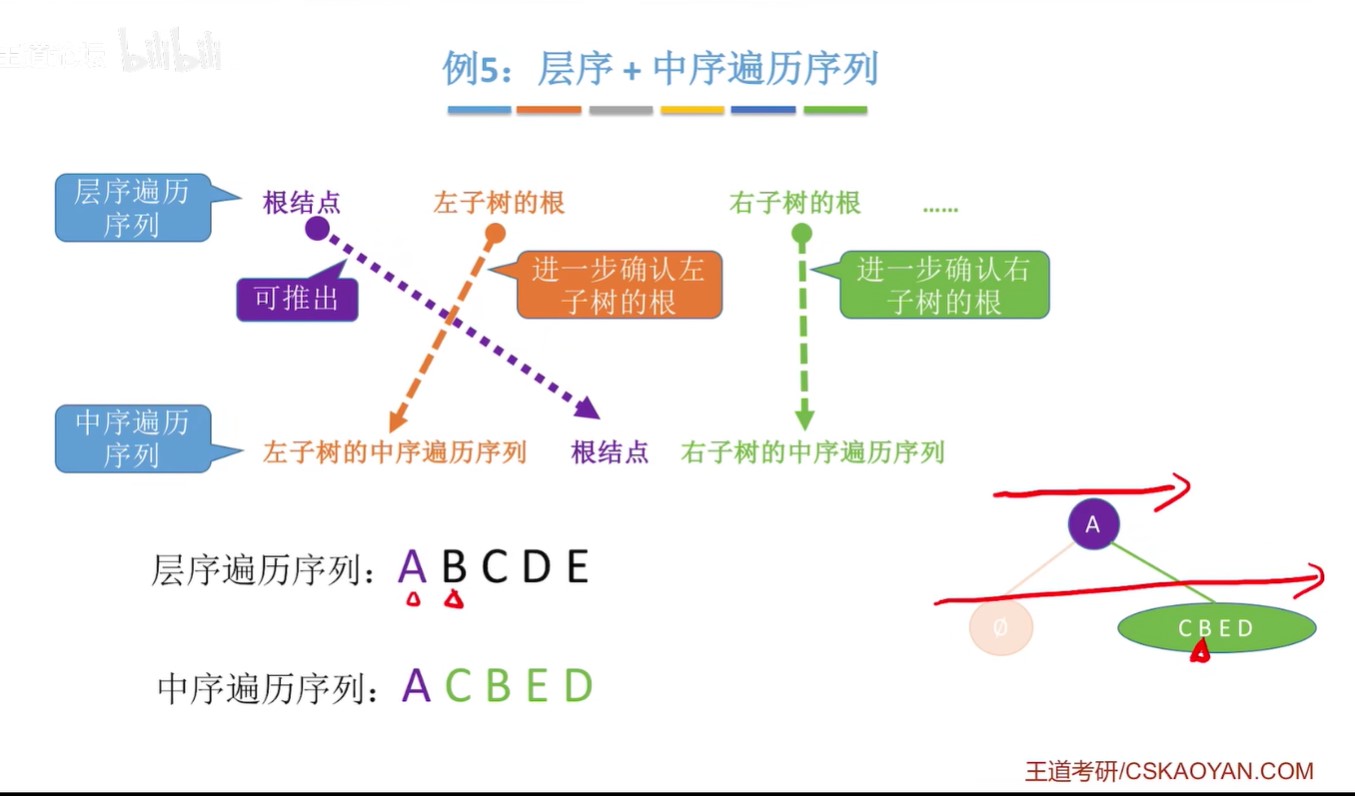 bilibili
例5：层序 + 中序遍历序列
层序遍历
序列
根结点
左子树的根
右子树的根
......
可推出
进一步确认左
子树的根
进一步确认右
子树的根
中序遍历
序列
左子树的中序遍历序列
根结点
右子树的中序遍历序列
层序遍历序列：A B C D E
中序遍历序列：A C B E D
A
Ø
C B E D
王道考研/CSKAOYAN.COM